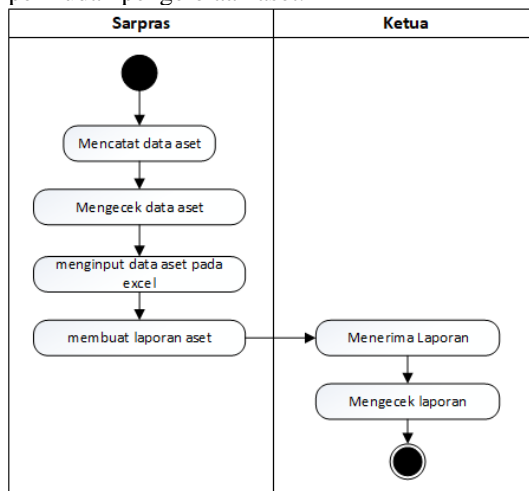 Sarpras
Ketua
Mencatat data aset
Mengecek data aset
menginput data aset pada
excel
membuat laporan aset
Menerima Laporan
Mengecek laporan